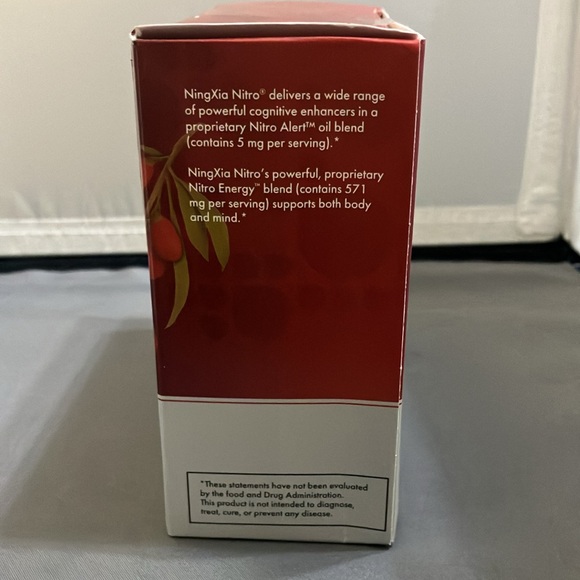 NingXia Nitro® delivers a wide range
of powerful cognitive enhancers in a
proprietary Nitro Alert™ oil blend
(contains 5 mg per serving).*
NingXia Nitro's powerful, proprietary
Nitro Energy™ blend (contains 571
mg per serving) supports both body
and mind.*
*These statements have not been evaluated
by the food and Drug Administration.
This product is not intended to diagnose,
treat, cure, or prevent any disease.